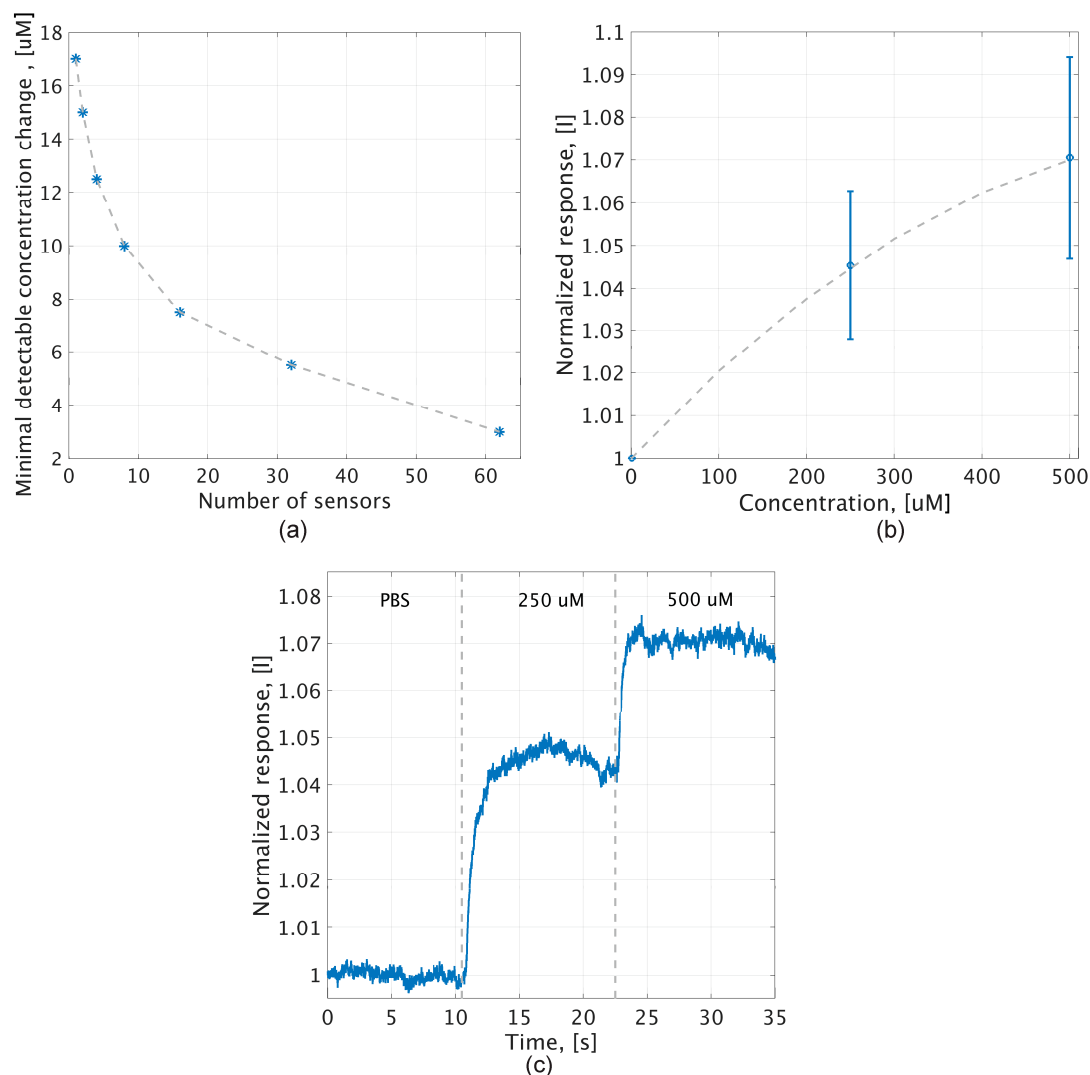 Minimal detectable concentration change , [uM]
18
16
14
12
10
8
6
4
2
0 10 20 30 40 50 60
Number of sensors
(a)
Normalized response, [I]
1.1
1.09
1.08
1.07
1.06
1.05
1.04
1.03
1.02
1.01
1
0 100 200 300 400 500
Concentration, [uM]
(b)
Normalized response, [I]
PBS 250 uM 500 uM
1.08
1.07
1.06
1.05
1.04
1.03
1.02
1.01
1
0 5 10 15 20 25 30 35
Time, [s]
(c)